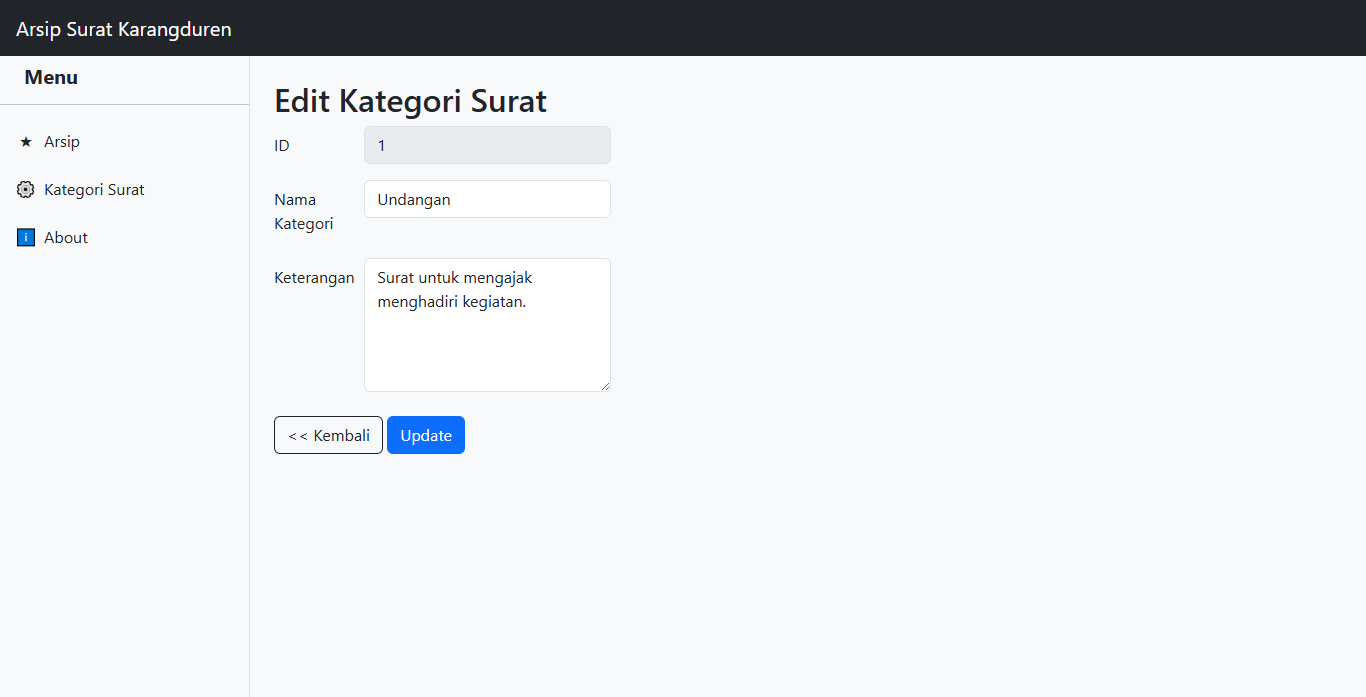 Arsip Surat Karangduren
Menu
★ Arsip
Kategori Surat
i About
Edit Kategori Surat
ID
1
Nama
Kategori
Undangan
Keterangan
Surat untuk mengajak
menghadiri kegiatan.
<< Kembali
Update